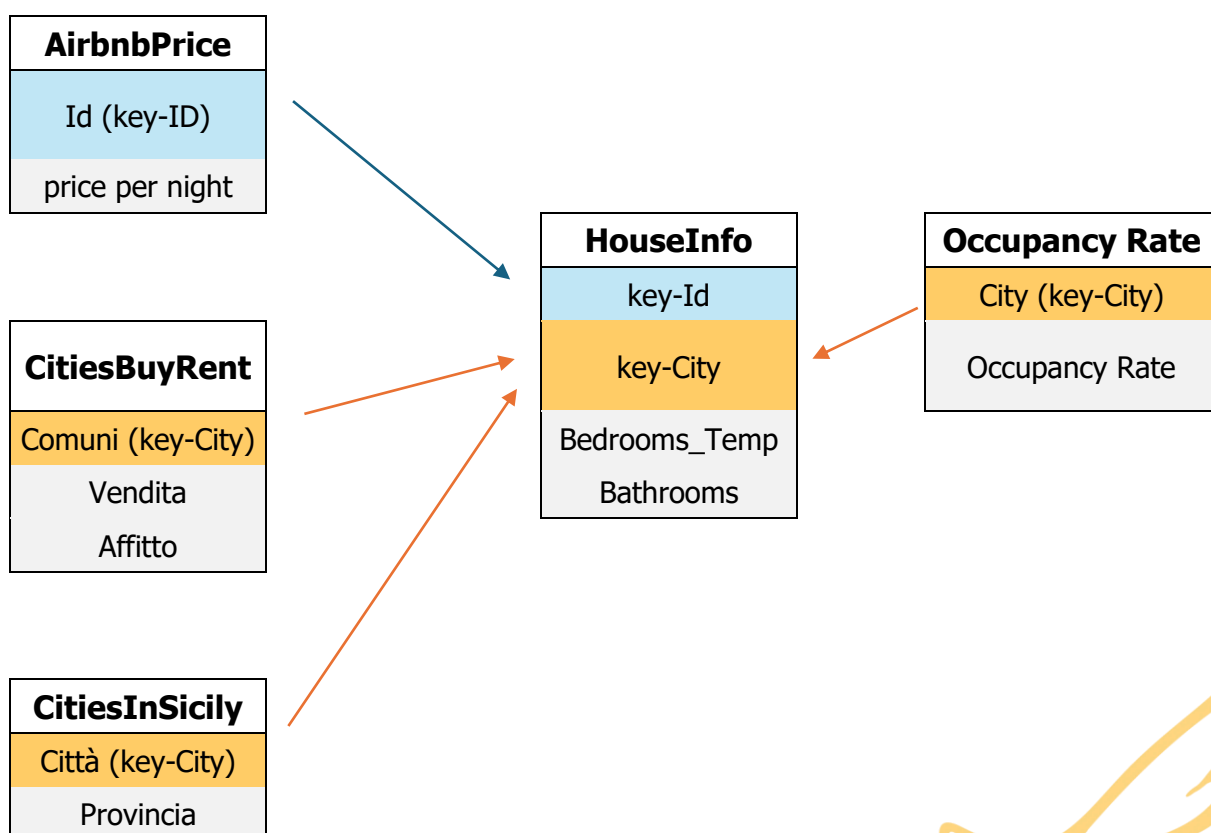 AirbnbPrice
Id (key-ID)
price per night
CitiesBuyRent
Comuni (key-City)
Vendita
Affitto
CitiesInSicily
Città (key-City)
Provincia
HouseInfo
key-Id
key-City
Bedrooms_Temp
Bathrooms
Occupancy Rate
City (key-City)
Occupancy Rate